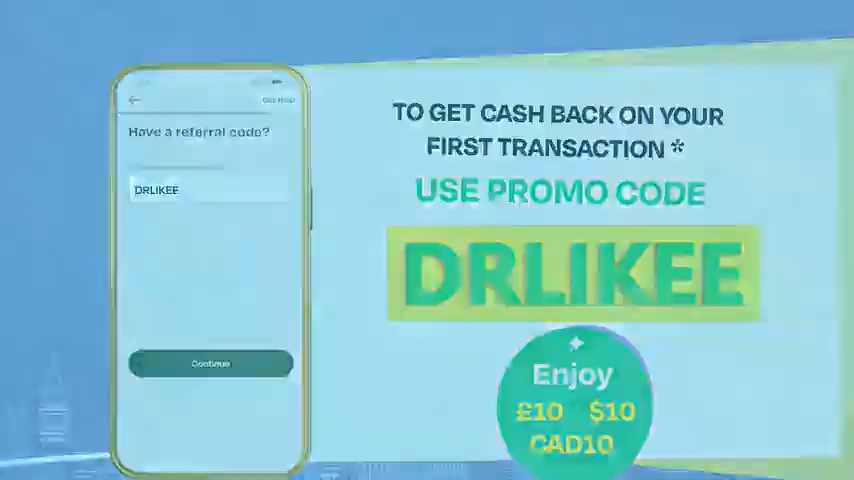 Have a referral code?
DRLIKEE
Continue
TO GET CASH BACK ON YOUR
FIRST TRANSACTION *
USE PROMO CODE
DRLIKEE
Enjoy
£10 $10
CAD10